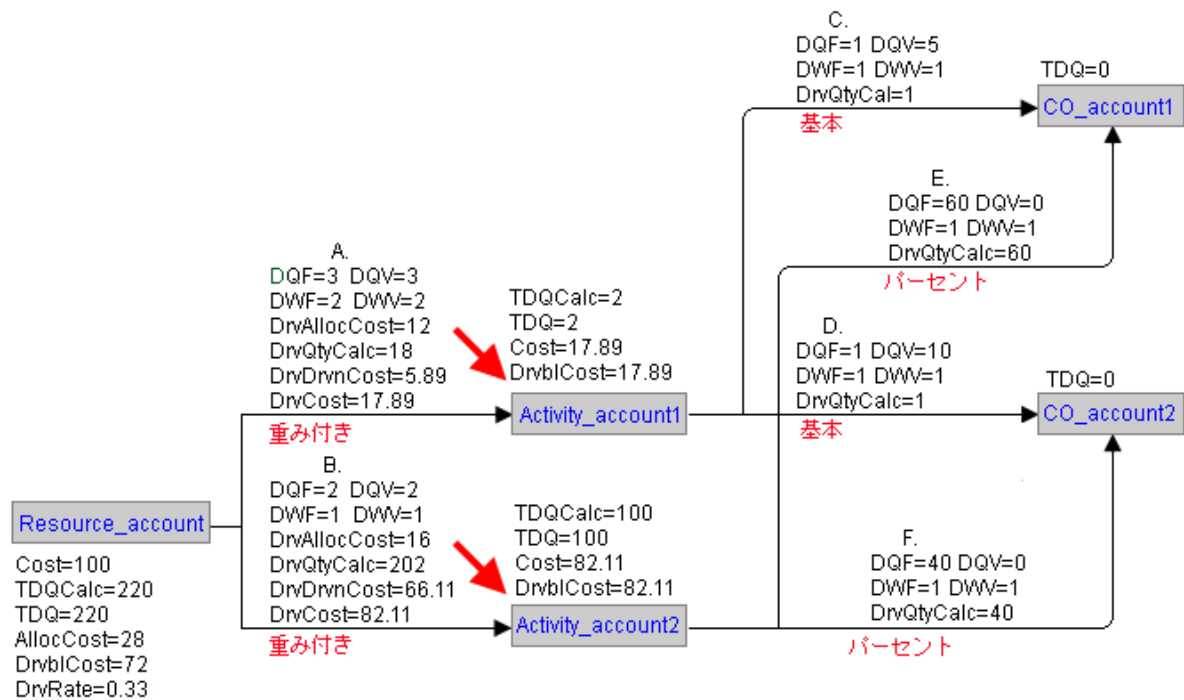 C.
DQF=1 DQV=5
DWF=1 DWV=1
DrvQtyCal=1
基本
TDQ=0
CO_account1
E.
DQF=60 DQV=0
DWF=1 DWV=1
DrvQtyCalc=60
パーセント
A.
DQF=3 DQV=3
DWF=2 DWV=2
DrvAllocCost=12
DrvQtyCalc=18
DrvDrvnCost=5.89
DrvCost=17.89
重み付き
TDQCalc=2
TDQ=2
Cost=17.89
DrvblCost=17.89
Activity_account1
D.
DQF=1 DQV=10
DWF=1 DWV=1
DrvQtyCalc=1
基本
TDQ=0
CO_account2
B.
DQF=2 DQV=2
DWF=1 DWV=1
DrvAllocCost=16
DrvQtyCalc=202
DrvDrvnCost=66.11
DrvCost=82.11
重み付き
TDQCalc=100
TDQ=100
Cost=82.11
DrvblCost=82.11
Activity_account2
F.
DQF=40 DQV=0
DWF=1 DWV=1
DrvQtyCalc=40
パーセント
Resource_account
Cost=100
TDQCalc=220
TDQ=220
AllocCost=28
DrvblCost=72
DrvRate=0.33